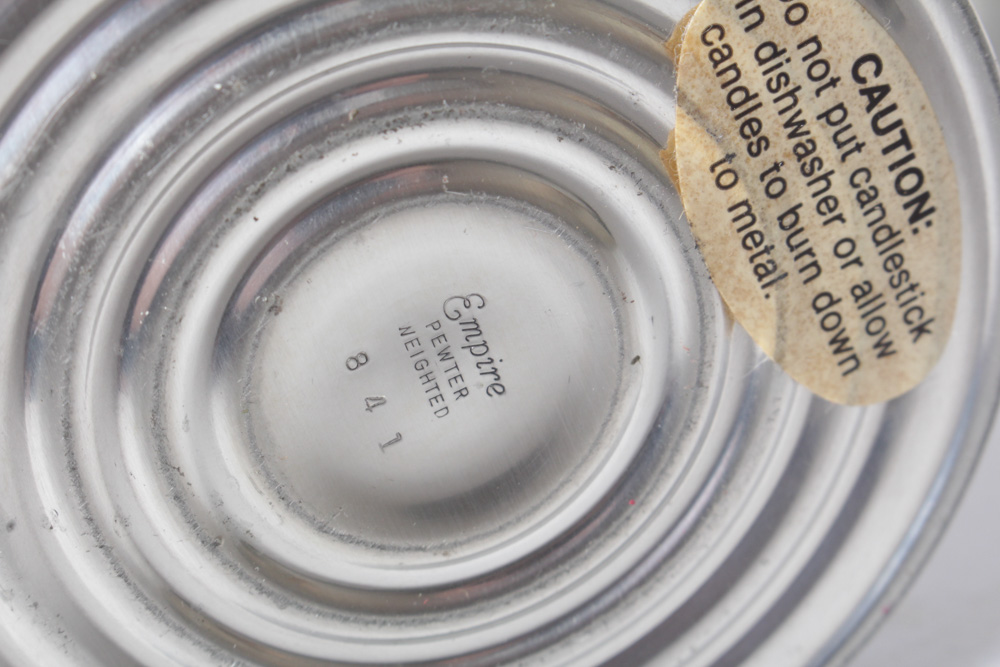 Empire
PEWTER
WEIGHTED
8 4 1
CAUTION:
Do not put candlestick
in dishwasher or allow
candles to burn down
to metal.